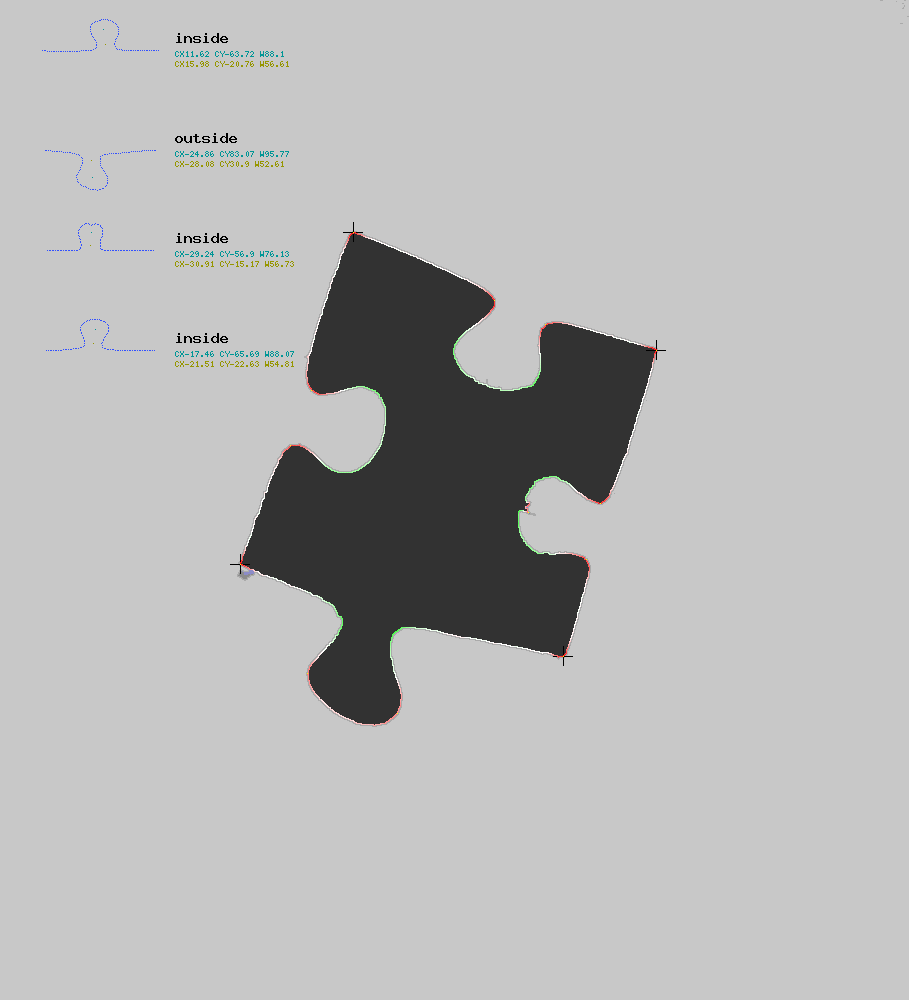 inside
CX11.62 CY-63.72 W88.1
CX15.98 CY-20.76 W56.61
outside
CX-24.86 CY83.07 W95.77
CX-28.08 CY30.9 W52.61
inside
CX-29.24 CY-56.9 W76.13
CX-30.91 CY-15.17 W56.73
inside
CX-17.46 CY-65.69 W88.07
CX-21.51 CY-22.63 W54.81